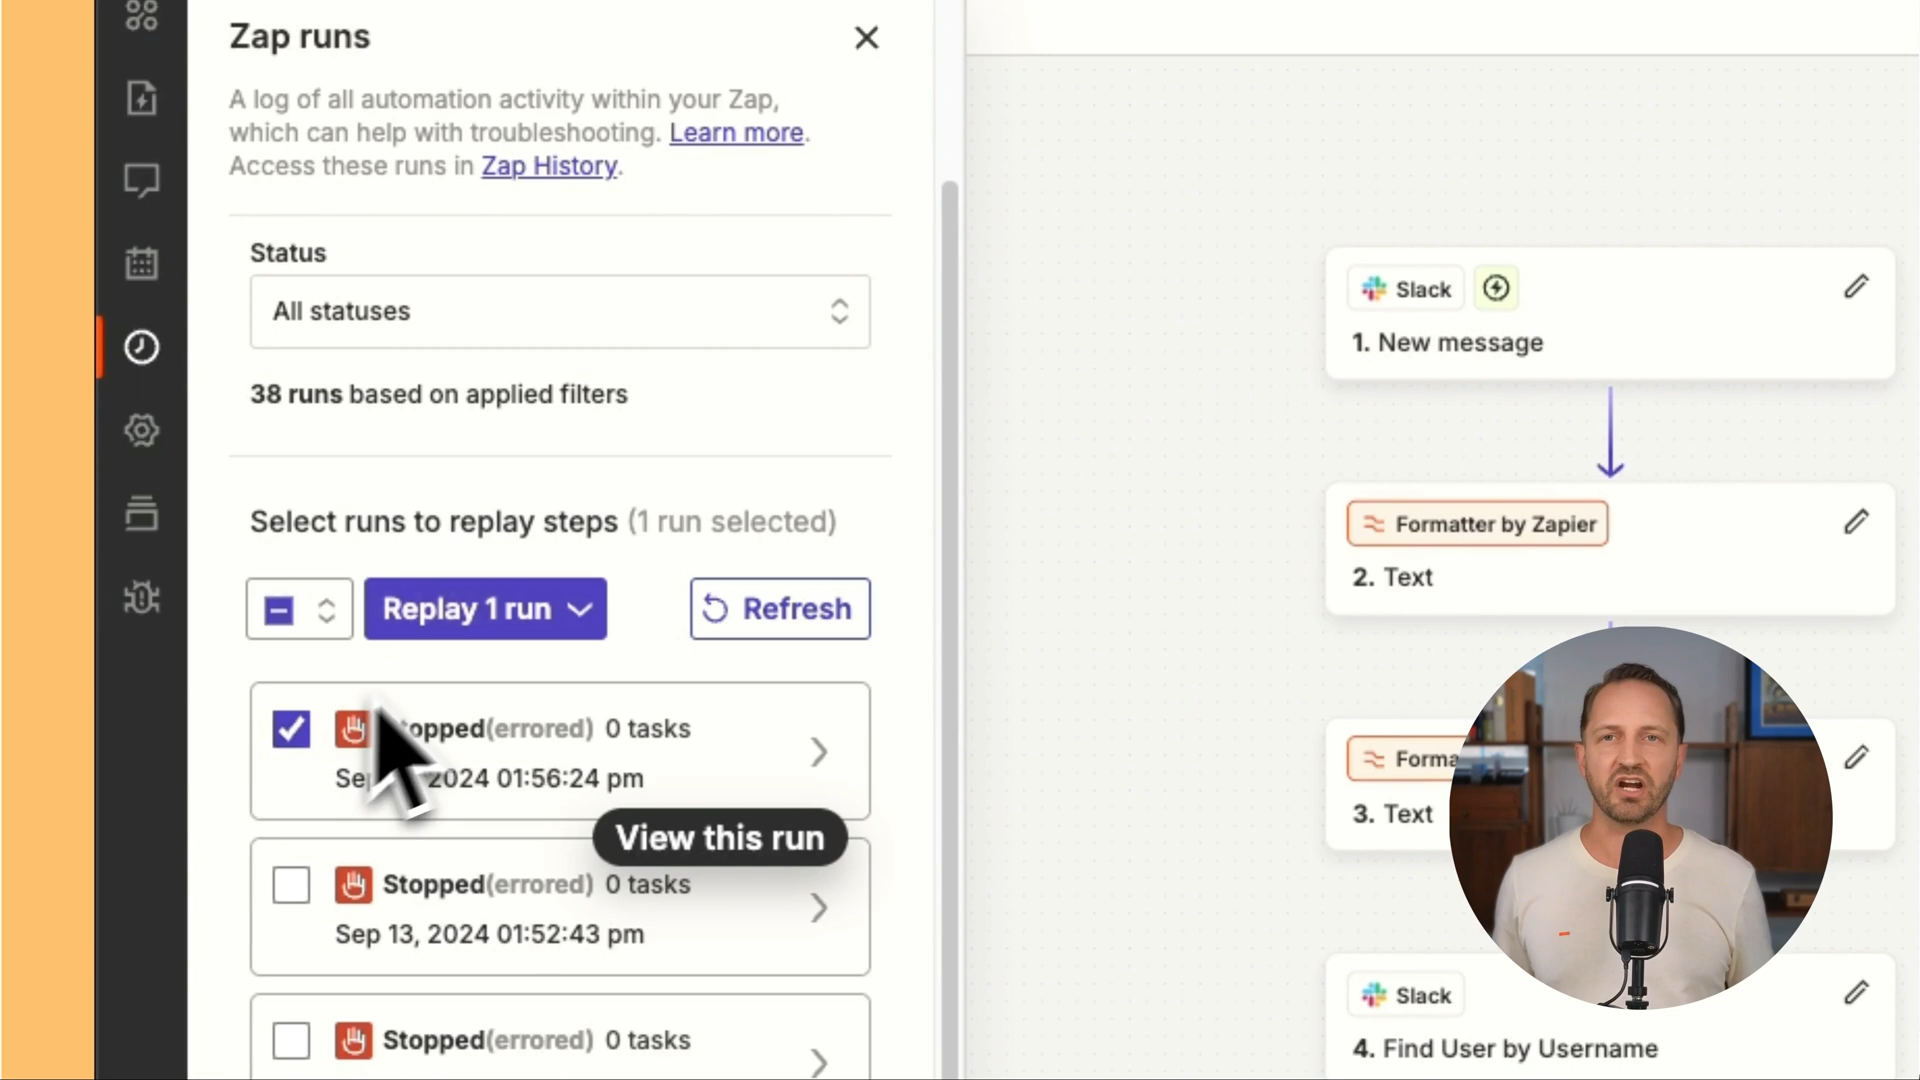 Zap runs
A log of all automation activity within your Zap,
which can help with troubleshooting. Learn more.
Access these runs in Zap History.
Status
All statuses
38 runs based on applied filters
Select runs to replay steps (1 run selected)
Replay 1 run
Refresh
opped(errored) 0 tasks
2024 01:56:24 pm
View this run
Stopped(errored) 0 tasks
Sep 13, 2024 01:52:43 pm
Stopped(errored) 0 tasks
Slack
1. New message
Formatter by Zapier
2. Text
Forma
3. Text
Slack
4. Find User by Username